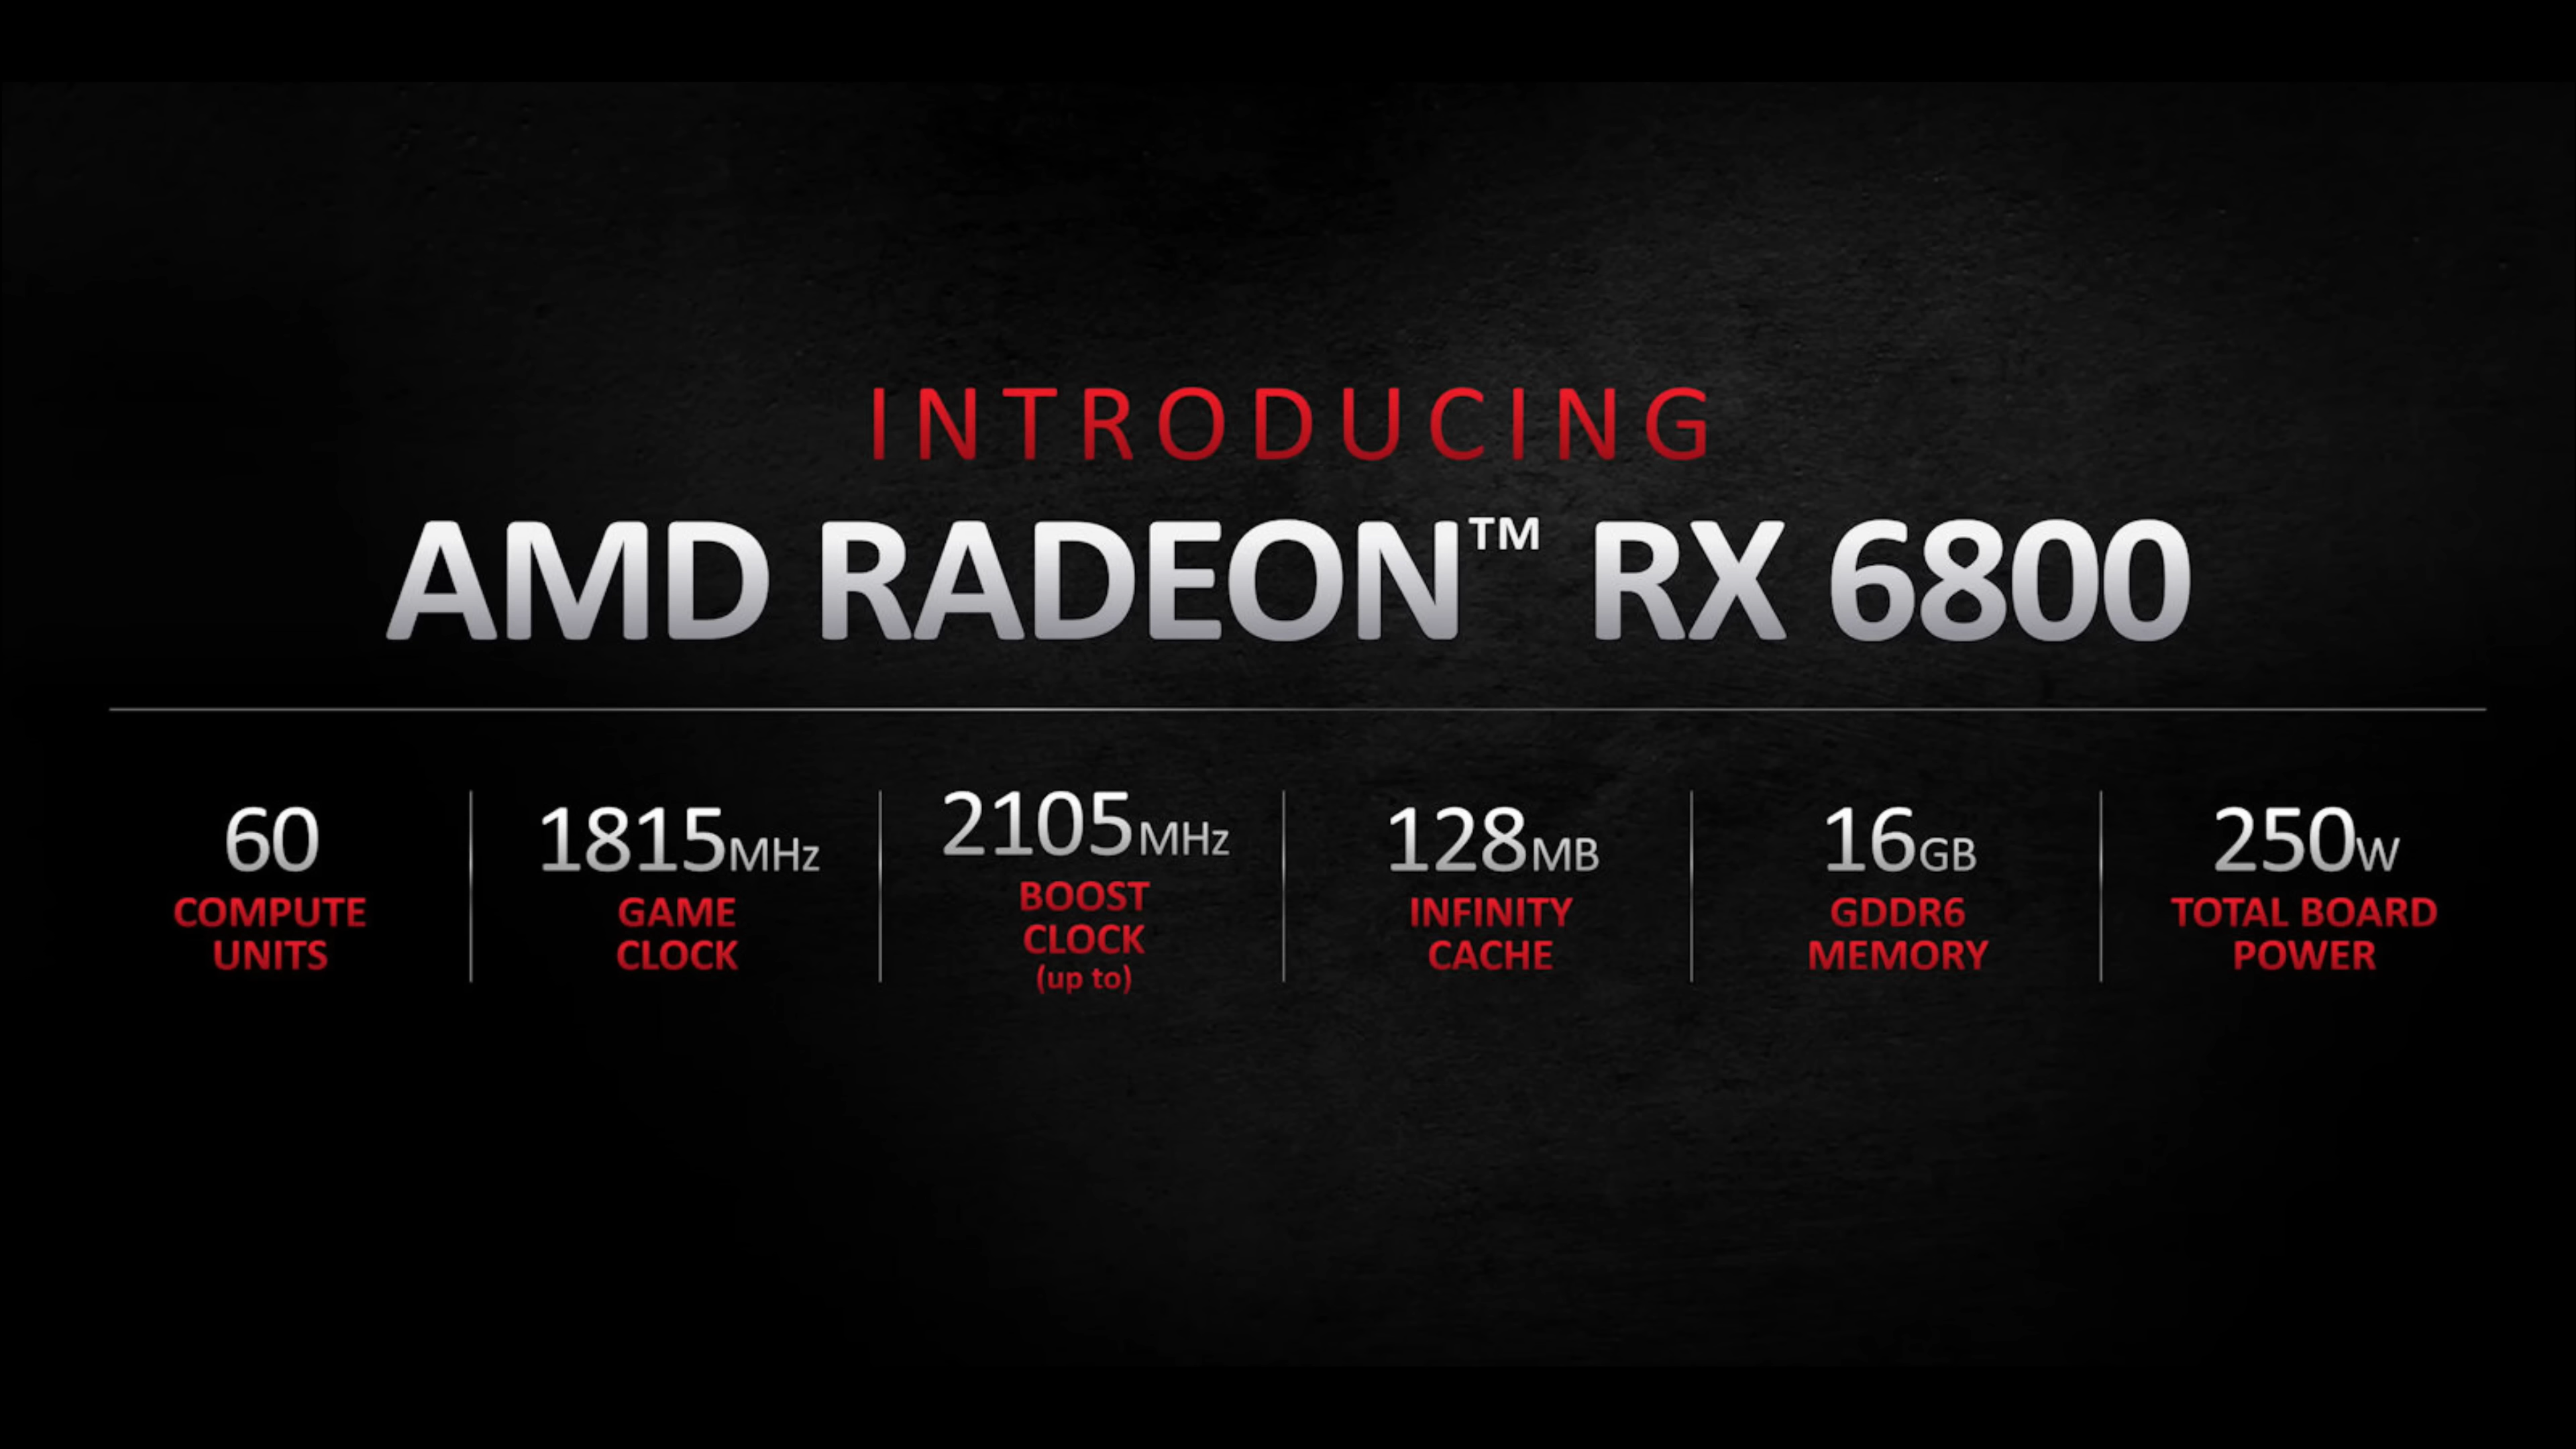 INTRODUCING
AMD RADEON™ RX 6800
60
COMPUTE
UNITS
1815MHz
GAME
CLOCK
2105MHz
BOOST
CLOCK
(up to)
128MB
INFINITY
CACHE
16GB
GDDR6
MEMORY
250W
TOTAL BOARD
POWER